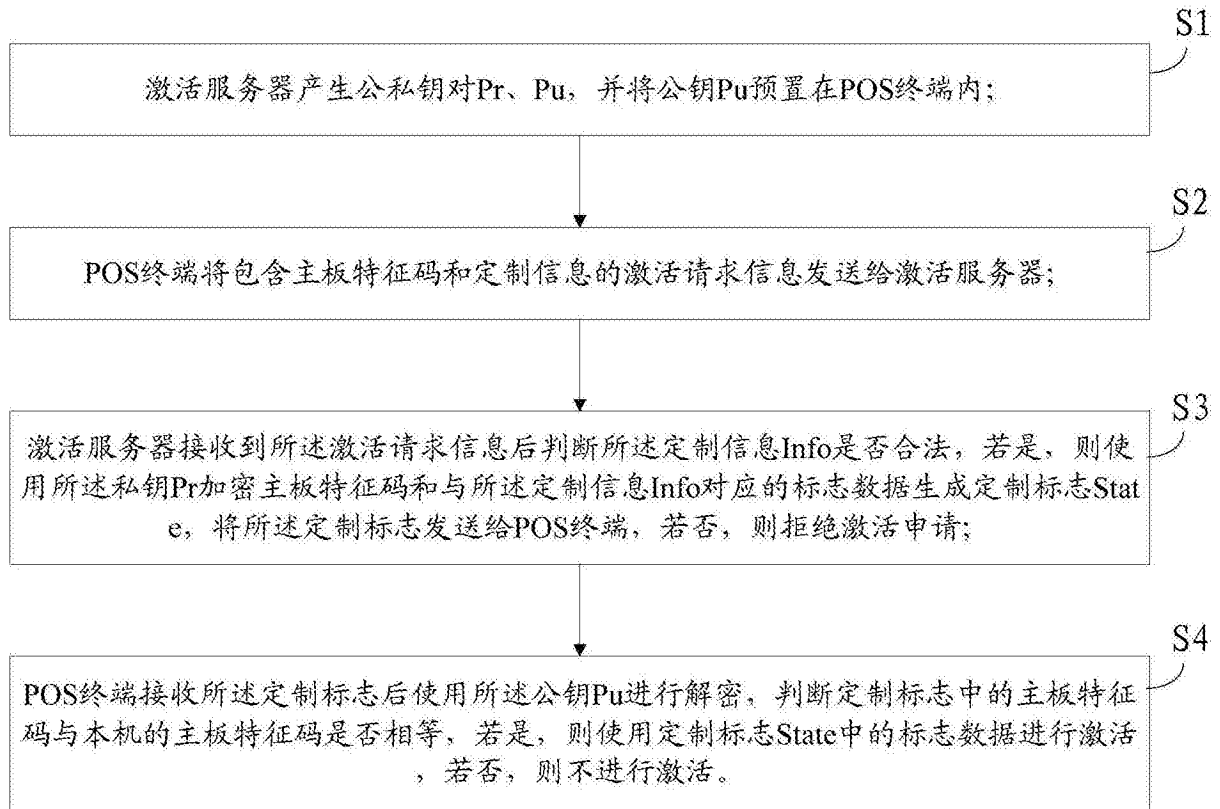 S1
激活服务器产生公私钥对Pr、Pu，并将公钥Pu预置在POS终端内；
S2
POS终端将包含主板特征码和定制信息的激活请求信息发送给激活服务器；
S3
激活服务器接收到所述激活请求信息后判断所述定制信息Info是否合法，若是，则使
用所述私钥Pr加密主板特征码和与所述定制信息Info对应的标志数据生成定制标志Stat
e，将所述定制标志发送给POS终端，若否，则拒绝激活申请；
S4
POS终端接收所述定制标志后使用所述公钥Pu进行解密，判断定制标志中的主板特征
码与本机的主板特征码是否相等，若是，则使用定制标志State中的标志数据进行激活
，若否，则不进行激活。